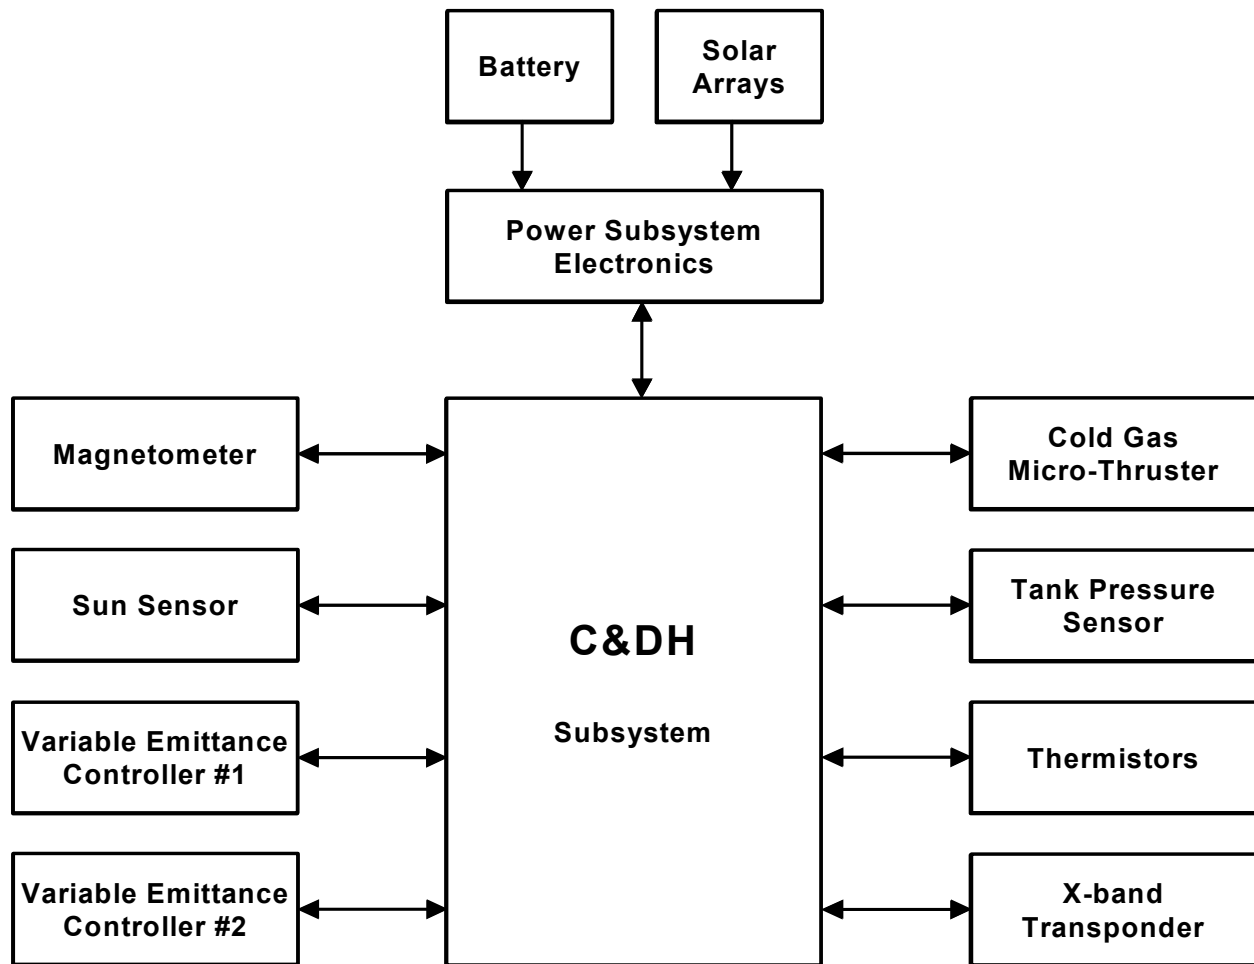 Battery
Solar
Arrays
Power Subsystem
Electronics
Magnetometer
Sun Sensor
Variable Emittance
Controller #1
Variable Emittance
Controller #2
C&DH
Subsystem
Cold Gas
Micro-Thruster
Tank Pressure
Sensor
Thermistors
X-band
Transponder